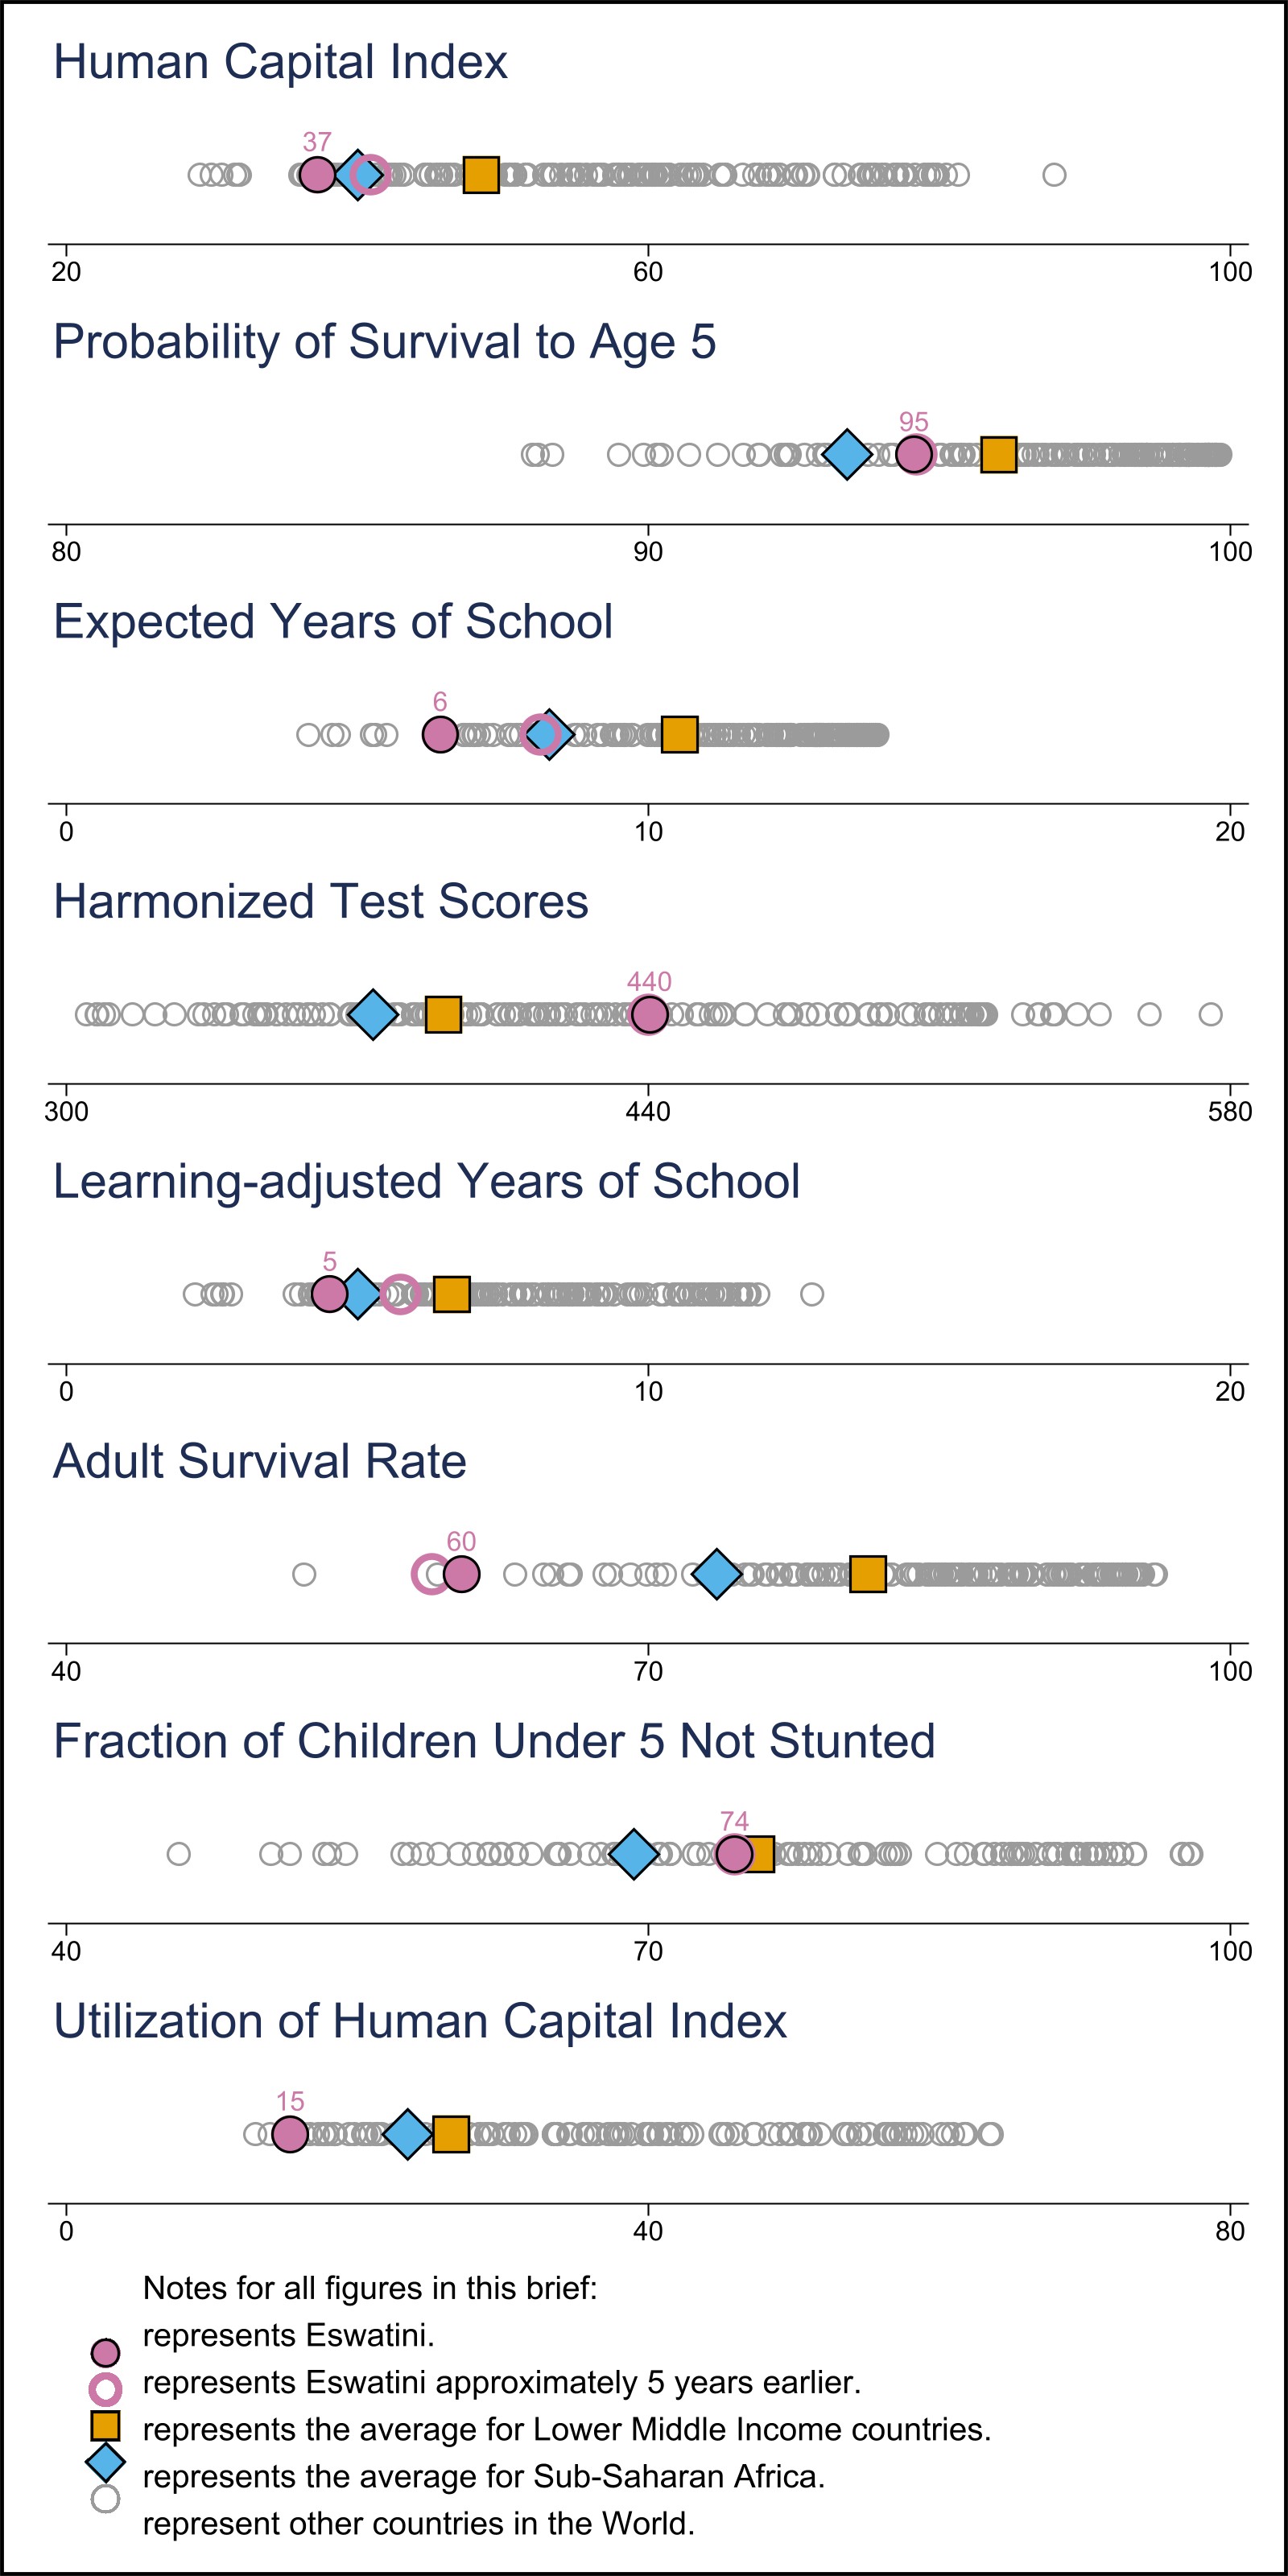 Human Capital Index
37
20 60 100
Probability of Survival to Age 5
95
80 90 100
Expected Years of School
6
0 10 20
Harmonized Test Scores
440
300 440 580
Learning-adjusted Years of School
5
0 10 20
Adult Survival Rate
60
40 70 100
Fraction of Children Under 5 Not Stunted
74
40 70 100
Utilization of Human Capital Index
15
0 40 80
Notes for all figures in this brief:
represents Eswatini.
represents Eswatini approximately 5 years earlier.
represents the average for Lower Middle Income countries.
represents the average for Sub-Saharan Africa.
represent other countries in the World.